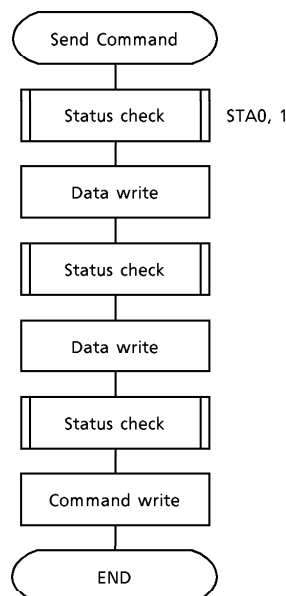 Send Command
Status check
STA0, 1
Data write
Status check
Data write
Status check
Command write
END